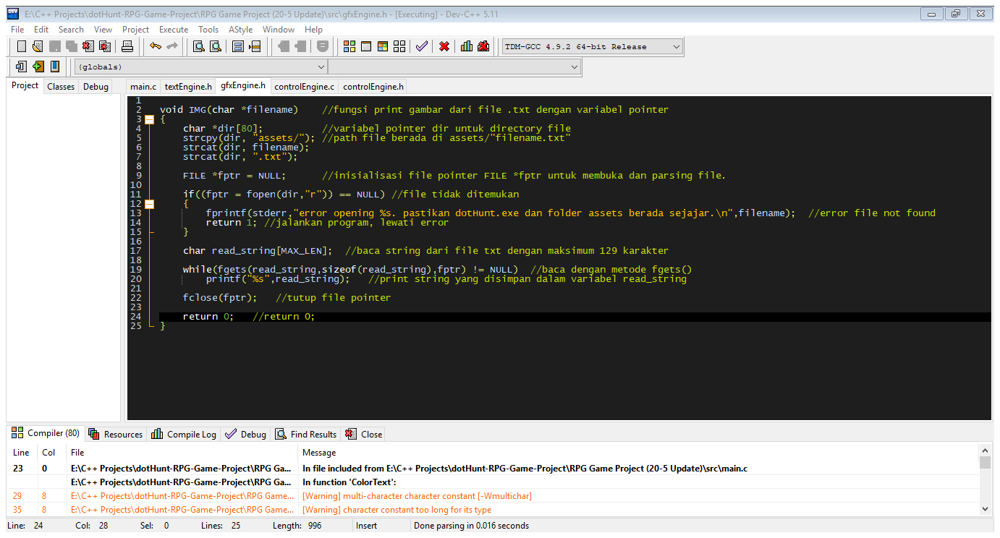 E:\C++ Projects\dotHunt-RPG-Game-Project\RPG Game Project (20-5 Update)\src\gfxEngine.h - [Executing] - Dev-C++ 5.11
File Edit Search View Project Execute Tools AStyle Window Help
TDM-GCC 4.9.2 64-bit Release
(globals)
Project Classes Debug main.c textEngine.h gfxEngine.h controlEngine.c controlEngine.h
1
2 void IMG(char *filename)    //fungsi print gambar dari file .txt dengan variabel pointer
3 {
4     char *dir[80];          //variabel pointer dir untuk directory file
5     strcpy(dir, "assets/"); //path file berada di assets/"filename.txt"
6     strcat(dir, filename);
7     strcat(dir, ".txt");
8
9     FILE *fptr = NULL;      //inisialisasi file pointer FILE *fptr untuk membuka dan parsing file.
10
11     if((fptr = fopen(dir,"r")) == NULL) //file tidak ditemukan
12     {
13         fprintf(stderr,"error opening %s. pastikan dotHunt.exe dan folder assets berada sejajar.\n",filename);  //error file not found
14         return 1; //jalankan program, lewati error
15     }
16
17     char read_string[MAX_LEN];  //baca string dari file txt dengan maksimum 129 karakter
18
19     while(fgets(read_string,sizeof(read_string),fptr) != NULL)  //baca dengan metode fgets()
20         printf("%s",read_string);   //print string yang disimpan dalam variabel read_string
21
22     fclose(fptr);   //tutup file pointer
23
24     return 0;   //return 0;
25 }
Compiler (80) Resources Compile Log Debug Find Results Close
Line Col File Message
23 0 E:\C++ Projects\dotHunt-RPG-Game-Project\RPG Ga... In file included from E:\C++ Projects\dotHunt-RPG-Game-Project\RPG Game Project (20-5 Update)\src\main.c
E:\C++ Projects\dotHunt-RPG-Game-Project\RPG Ga... In function 'ColorText':
29 8 E:\C++ Projects\dotHunt-RPG-Game-Project\RPG Game... [Warning] multi-character character constant [-Wmultichar]
35 8 E:\C++ Projects\dotHunt-RPG-Game-Project\RPG Game... [Warning] character constant too long for its type
Line: 24 Col: 28 Sel: 0 Lines: 25 Length: 996 Insert Done parsing in 0.016 seconds